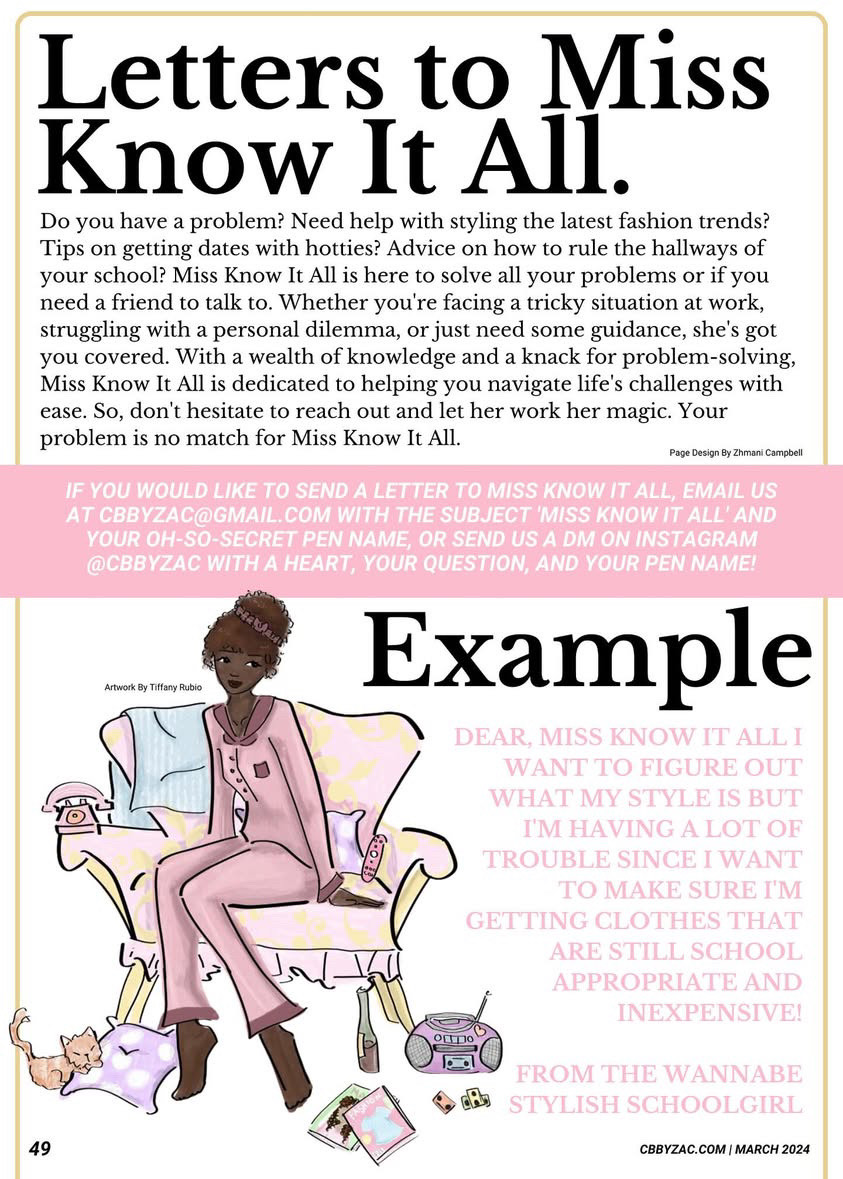 Letters to Miss
Know It All.
Do you have a problem? Need help with styling the latest fashion trends?
Tips on getting dates with hotties? Advice on how to rule the hallways of
your school? Miss Know It All is here to solve all your problems or if you
need a friend to talk to. Whether you're facing a tricky situation at work,
struggling with a personal dilemma, or just need some guidance, she's got
you covered. With a wealth of knowledge and a knack for problem-solving,
Miss Know It All is dedicated to helping you navigate life's challenges with
ease. So, don't hesitate to reach out and let her work her magic. Your
problem is no match for Miss Know It All.
Page Design By Zhmani Campbell
IF YOU WOULD LIKE TO SEND A LETTER TO MISS KNOW IT ALL, EMAIL US
AT CBBYZAC@GMAIL.COM WITH THE SUBJECT 'MISS KNOW IT ALL' AND
YOUR OH-SO-SECRET PEN NAME, OR SEND US A DM ON INSTAGRAM
@CBBYZAC WITH A HEART, YOUR QUESTION, AND YOUR PEN NAME!
Example
Artwork By Tiffany Rubio
DEAR, MISS KNOW IT ALL I
WANT TO FIGURE OUT
WHAT MY STYLE IS BUT
I'M HAVING A LOT OF
TROUBLE SINCE I WANT
TO MAKE SURE I'M
GETTING CLOTHES THAT
ARE STILL SCHOOL
APPROPRIATE AND
INEXPENSIVE!
FROM THE WANNABE
STYLISH SCHOOLGIRL
49
CBBYZAC.COM | MARCH 2024